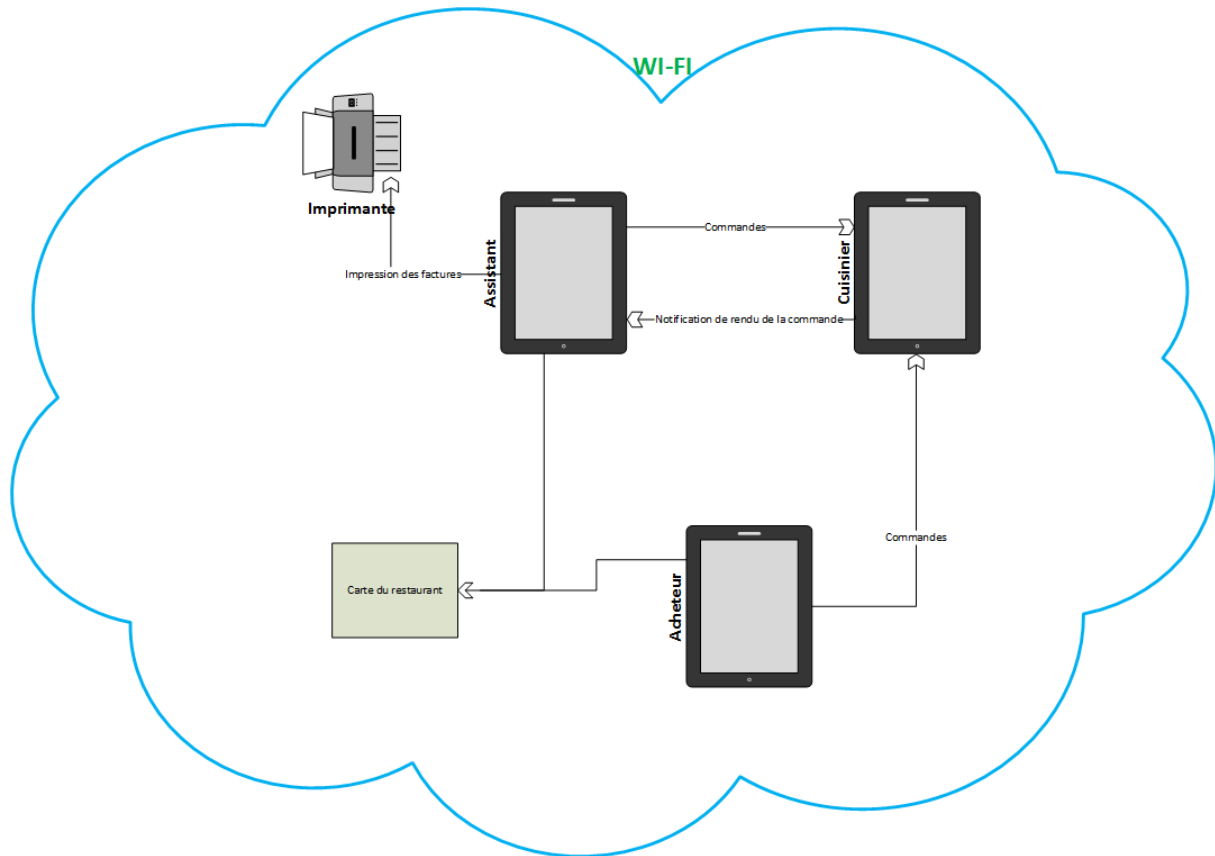 WI-FI
Imprimante
Commandes
Impression des factures
Assistant
Cuisinier
Notification de rendu de la commande
Commandes
Carte du restaurant
Acheteur